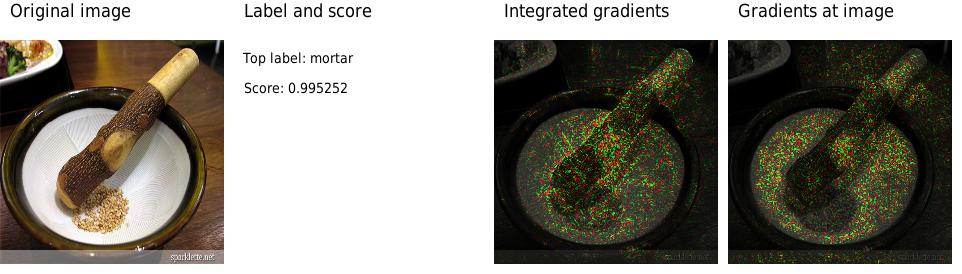 Original image
Label and score
Integrated gradients
Gradients at image
Top label: mortar
Score: 0.995252
sparklette.net